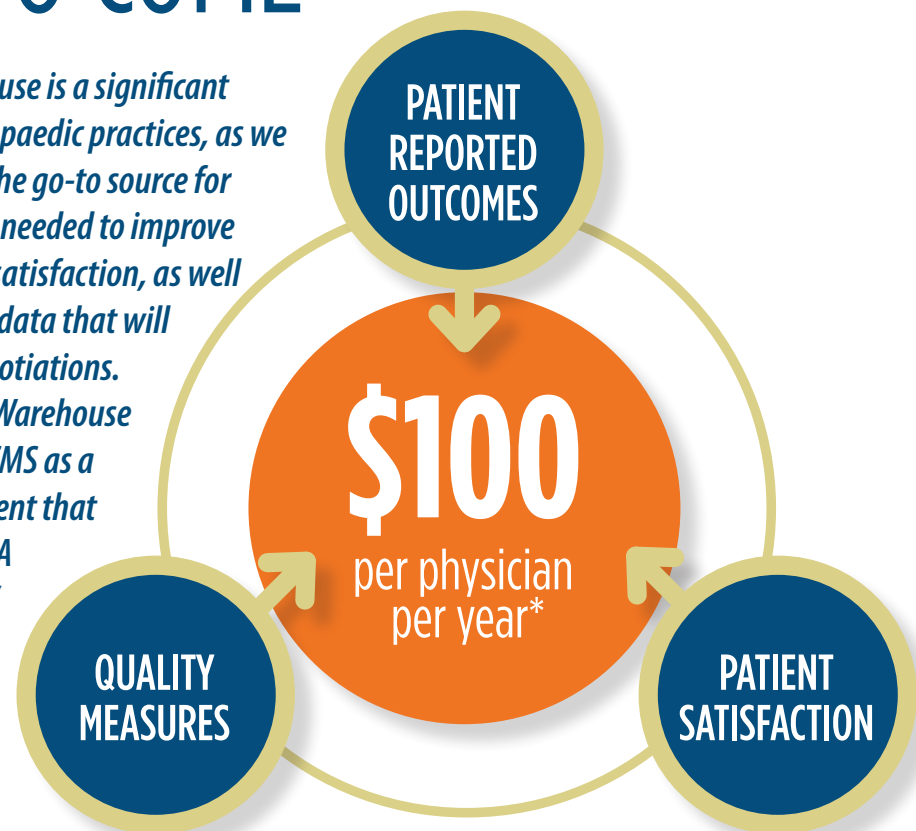 O COME
use is a significant
paedic practices, as we
he go-to source for
needed to improve
satisfaction, as well
data that will
otiations.
Warehouse
MS as a
ent that
A
PATIENT
REPORTED
OUTCOMES
$100
per physician
per year*
QUALITY
MEASURES
PATIENT
SATISFACTION